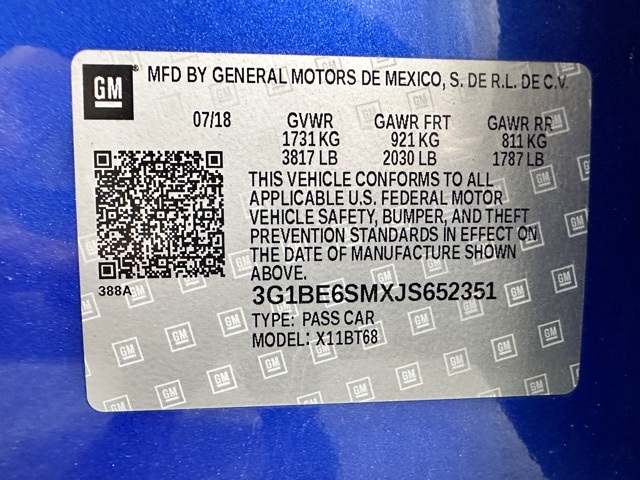 GM® MFD BY GENERAL MOTORS DE MEXICO, S. DE R.L. DE C.V.
07/18 GVWR GAWR FRT GAWR RR
1731 KG 921 KG 811 KG
3817 LB 2030 LB 1787 LB
THIS VEHICLE CONFORMS TO ALL
APPLICABLE U.S. FEDERAL MOTOR
VEHICLE SAFETY, BUMPER, AND THEFT
PREVENTION STANDARDS IN EFFECT ON
THE DATE OF MANUFACTURE SHOWN
ABOVE.
388A
3G1BE6SMXJS652351
TYPE: PASS CAR
MODEL: X11BT68